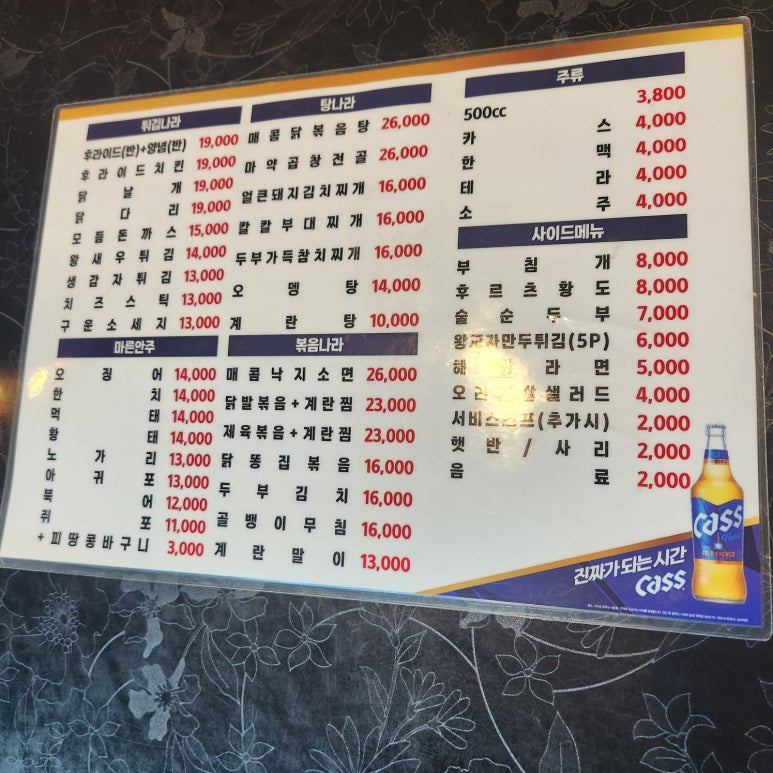 튀김나라
후라이드(반)+양념(반) 19,000
후라이드치킨 19,000
닭날개 19,000
닭다리 19,000
모듬돈까스 15,000
왕새우튀김 14,000
생감자튀김 13,000
치즈스틱 13,000
구운소세지 13,000
마른안주
오징어 14,000
한치 14,000
먹태 14,000
황태 14,000
노가리 13,000
아귀포 13,000
북어 12,000
쥐포 11,000
+피땅콩바구니 3,000
탕나라
매콤닭볶음탕 26,000
마약곱창전골 26,000
얼큰돼지김치찌개 16,000
칼칼부대찌개 16,000
두부가득참치찌개 16,000
오뎅탕 14,000
계란탕 10,000
볶음나라
매콤낙지소면 26,000
닭발볶음+계란찜 23,000
제육볶음+계란찜 23,000
닭똥집볶음 16,000
두부김치 16,000
골뱅이무침 16,000
계란말이 13,000
주류
500cc 3,800
카스 4,000
한맥 4,000
테라 4,000
소주 4,000
사이드메뉴
부침개 8,000
후르츠황도 8,000
술순두부 7,000
왕교자만두튀김(5P) 6,000
라면 5,000
샐러드 4,000
서비스스프(추가시) 2,000
햇반/사리 2,000
음료 2,000
진짜가 되는 시간
Cass
Cass